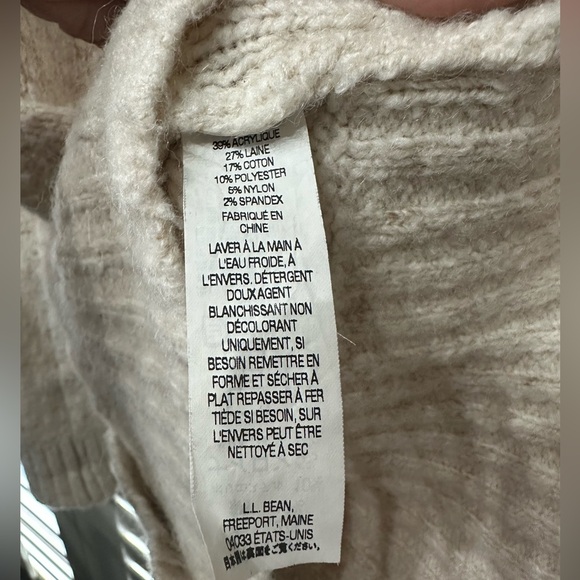 39% ACRYLIQUE
27% LAINE
17% COTON
10% POLYESTER
5% NYLON
2% SPANDEX
FABRIQUÉ EN
CHINE
LAVER À LA MAIN À
L'EAU FROIDE, À
L'ENVERS. DÉTERGENT
DOUX AGENT
BLANCHISSANT NON
DÉCOLORANT
UNIQUEMENT, SI
BESOIN REMETTRE EN
FORME ET SÉCHER À
PLAT REPASSER À FER
TIÈDE SI BESOIN, SUR
L'ENVERS PEUT ÊTRE
NETTOYÉ À SEC
L.L. BEAN,
FREEPORT, MAINE
04033 ÉTATS-UNIS
日本語は裏面をご覧ください。